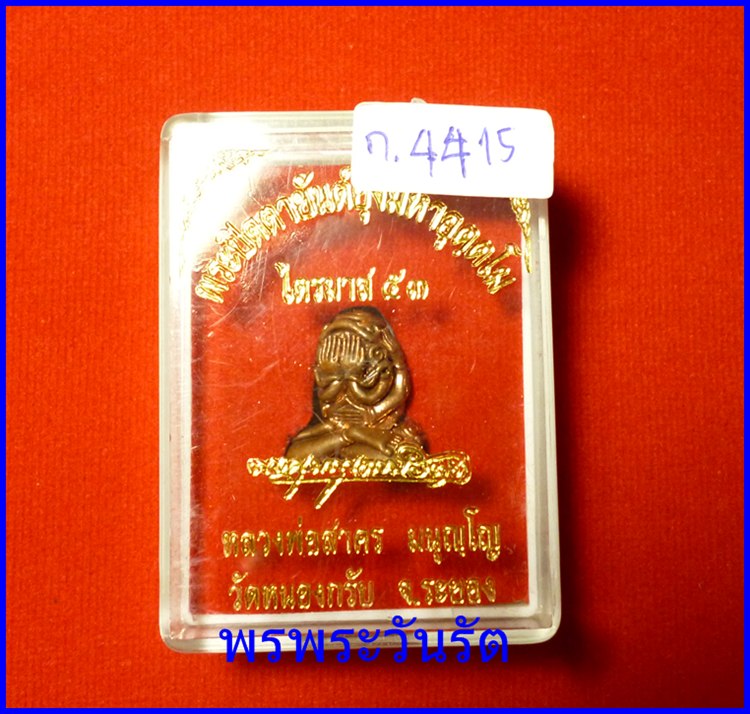 ก. 4415
พระปิดตายันต์ยุ่งมหาอุตฺตโม
ไตรมาส ๕๓
หลวงพ่อสาคร มนุญฺโญ
วัดหนองกรับ จ.ระยอง
พรพระวันรัต